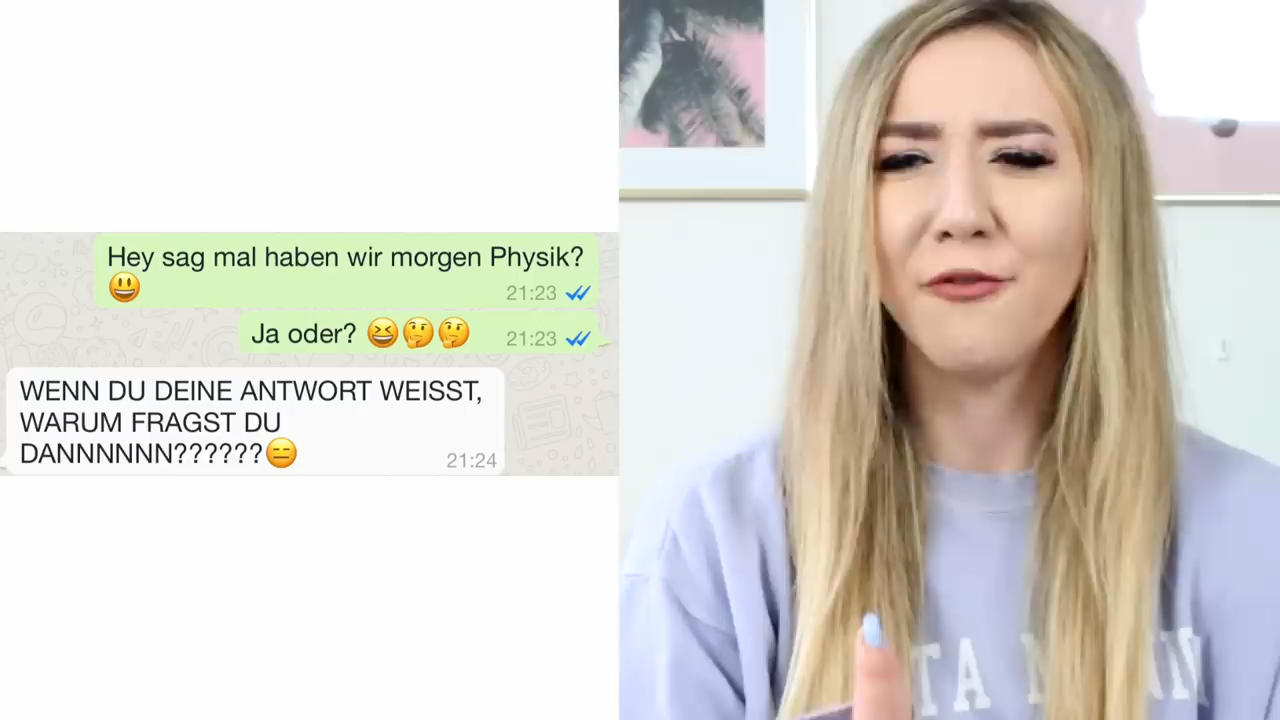 Hey sag mal haben wir morgen Physik?
😃
21:23
Ja oder? 😆🤔🤔
21:23
WENN DU DEINE ANTWORT WEISST,
WARUM FRAGST DU
DANNNNNN??????😑
21:24
TA